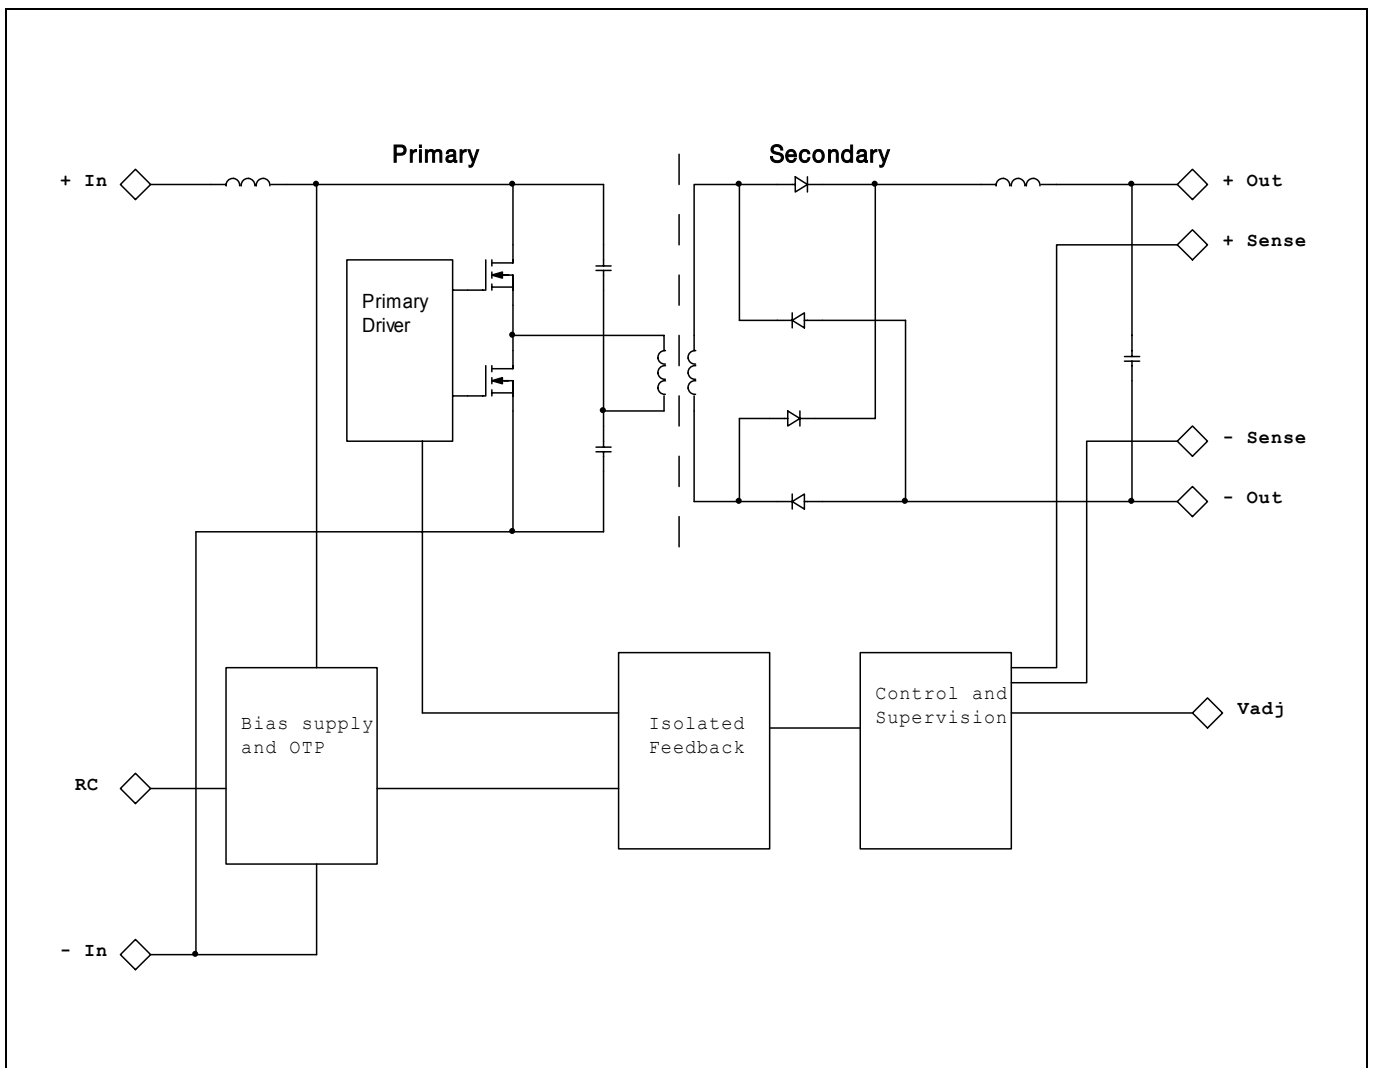 Primary
Secondary
+ In
+ Out
+ Sense
Primary
Driver
- Sense
- Out
Bias supply
and OTP
Isolated
Feedback
Control and
Supervision
Vadj
RC
- In